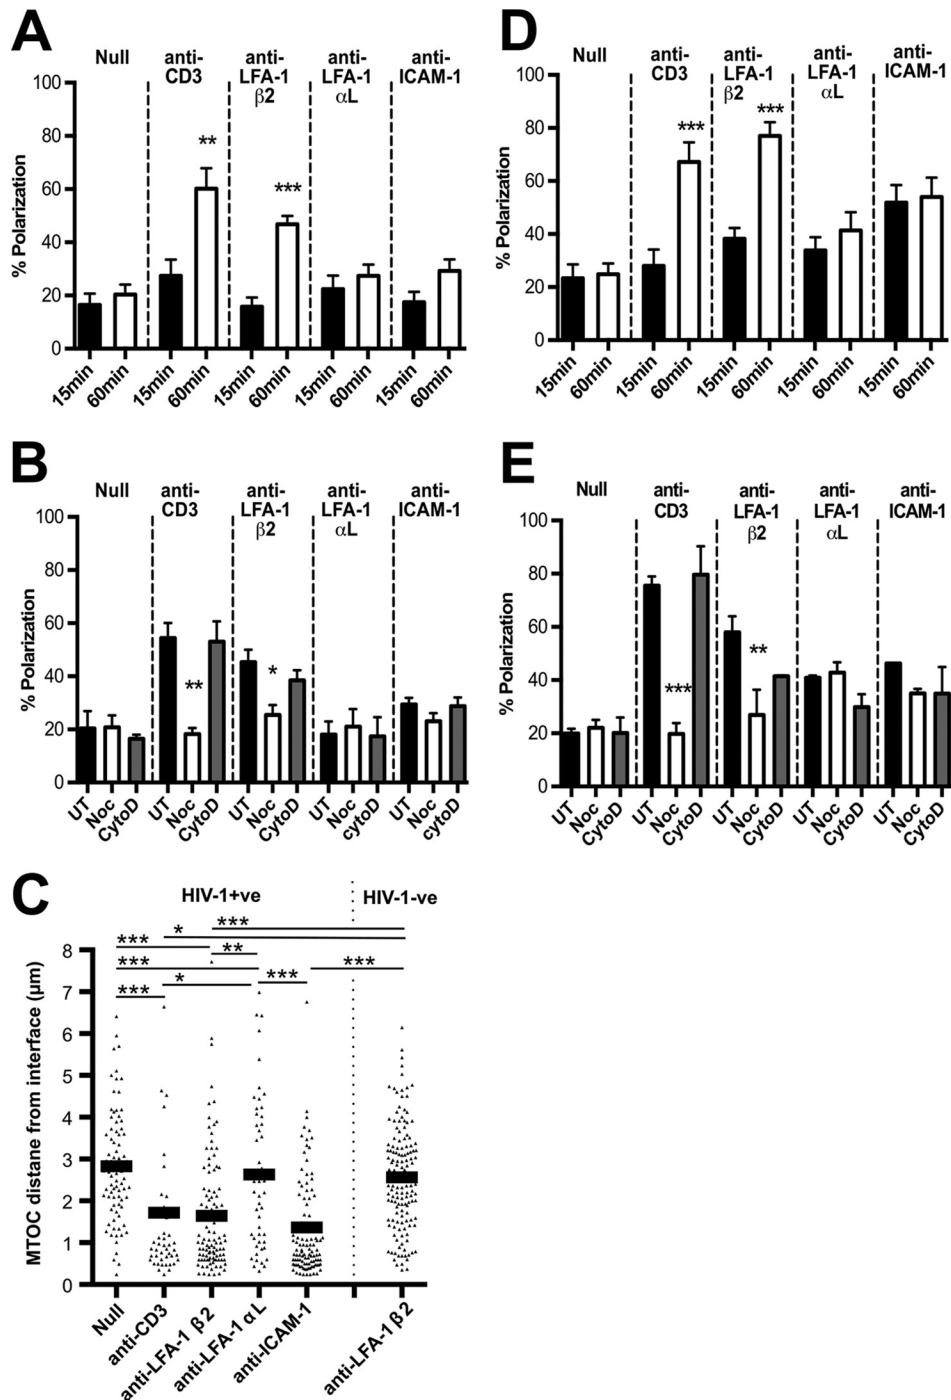 A
Null
anti-
CD3
anti-
LFA-1
β2
anti-
LFA-1
αL
anti-
ICAM-1
% Polarization
100
80
60
40
20
0
**
***
15min
60min
15min
60min
15min
60min
15min
60min
15min
60min
D
Null
anti-
CD3
anti-
LFA-1
β2
anti-
LFA-1
αL
anti-
ICAM-1
% Polarization
100
80
60
40
20
0
***
***
15min
60min
15min
60min
15min
60min
15min
60min
15min
60min
B
Null
anti-
CD3
anti-
LFA-1
β2
anti-
LFA-1
αL
anti-
ICAM-1
% Polarization
100
80
60
40
20
0
**
*
UT
Noc
CytoD
UT
Noc
CytoD
UT
Noc
CytoD
UT
Noc
cytoD
UT
Noc
cytoD
E
Null
anti-
CD3
anti-
LFA-1
β2
anti-
LFA-1
αL
anti-
ICAM-1
% Polarization
100
80
60
40
20
0
***
**
UT
Noc
CytoD
UT
Noc
CytoD
UT
Noc
CytoD
UT
Noc
CytoD
UT
Noc
CytoD
C
HIV-1+ve
HIV-1-ve
MTOC distane from interface (µm)
8
7
6
5
4
3
2
1
0
***
*
***
**
***
***
***
*
***
Null
anti-CD3
anti-LFA-1 β2
anti-LFA-1 αL
anti-ICAM-1
anti-LFA-1 β2